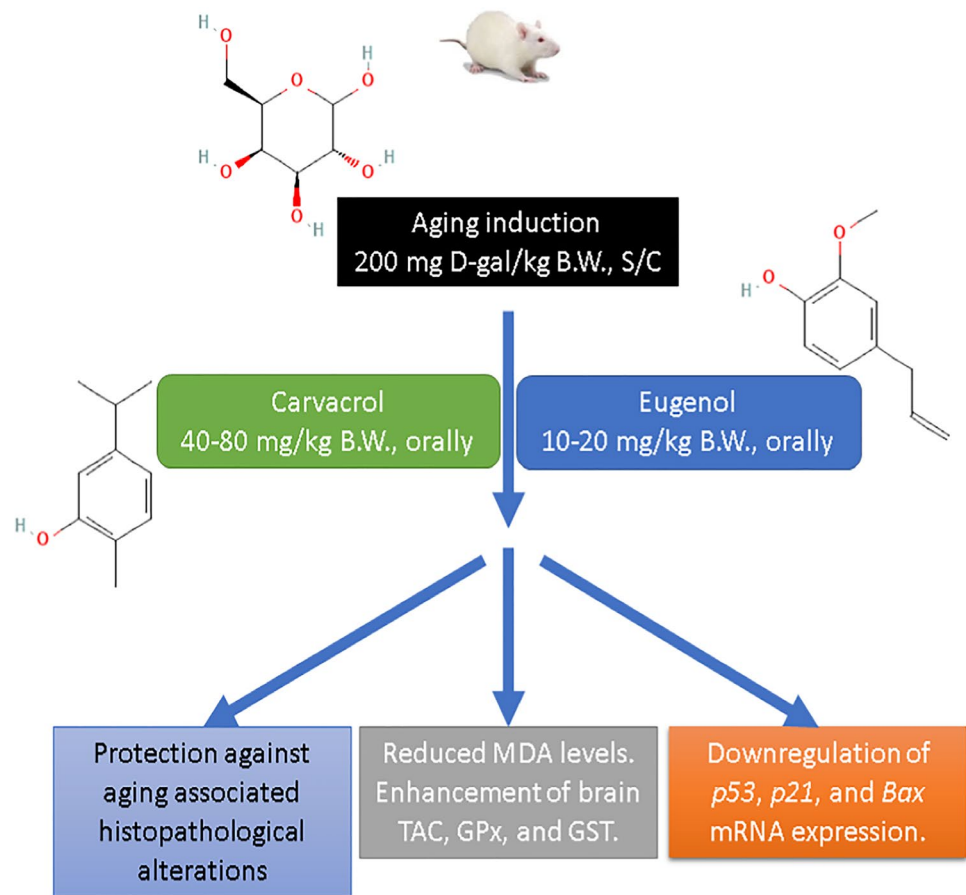 H
O
H
O
O
H
O
H
O
O
H
O
H
Aging induction
200 mg D-gal/kg B.W., S/C
O
H
O
Carvacrol
40-80 mg/kg B.W., orally
Eugenol
10-20 mg/kg B.W., orally
H
O
Protection against
aging associated
histopathological
alterations
Reduced MDA levels.
Enhancement of brain
TAC, GPx, and GST.
Downregulation of
p53, p21, and Bax
mRNA expression.